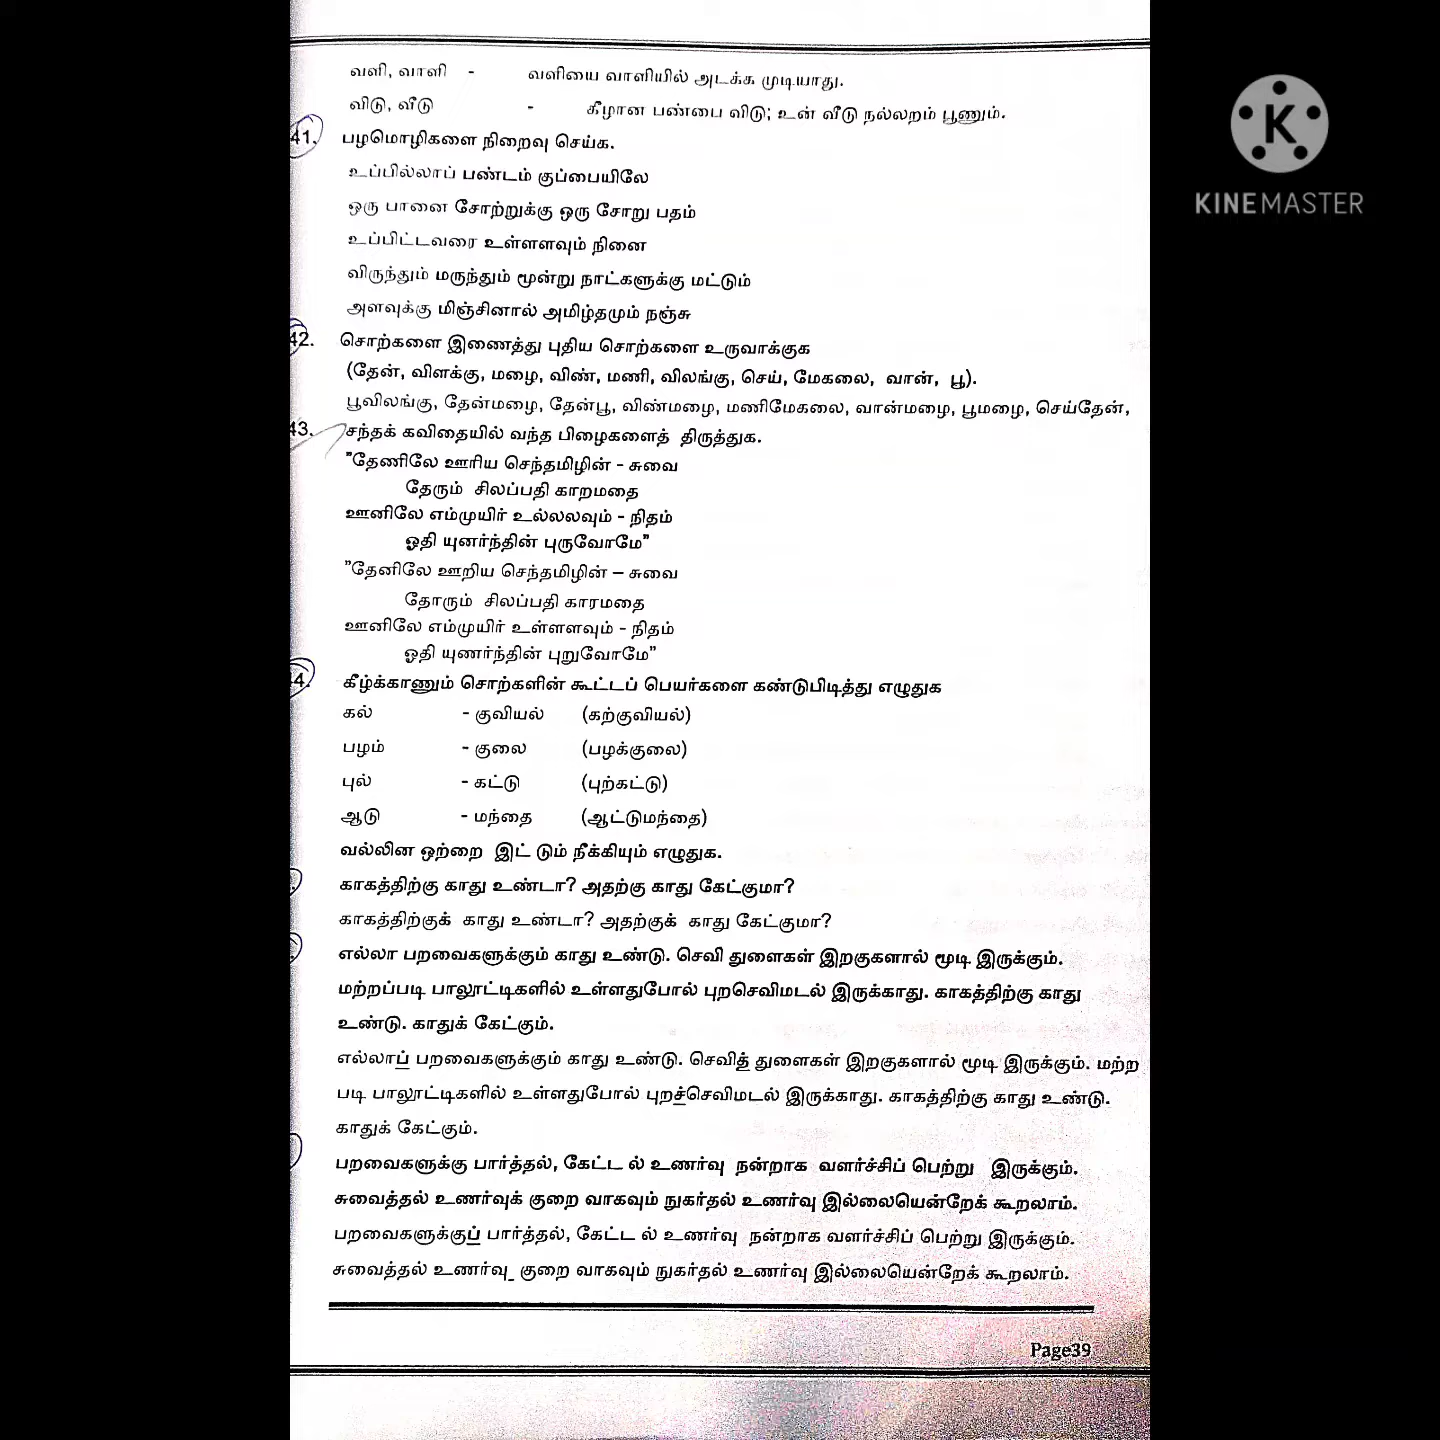 வளி, வாளி - வளியை வாளியில் அடக்க முடியாது.
விடு, வீடு - கீழான பண்பை விடு; உன் வீடு நல்லறம் பூணும்.
41. பழமொழிகளை நிறைவு செய்க.
உப்பில்லாப் பண்டம் குப்பையிலே
ஒரு பானை சோற்றுக்கு ஒரு சோறு பதம்
உப்பிட்டவரை உள்ளளவும் நினை
விருந்தும் மருந்தும் மூன்று நாட்களுக்கு மட்டும்
அளவுக்கு மிஞ்சினால் அமிழ்தமும் நஞ்சு
42. சொற்களை இணைத்து புதிய சொற்களை உருவாக்குக
(தேன், விளக்கு, மழை, விண், மணி, விலங்கு, செய், மேகலை, வான், பூ).
பூவிலங்கு, தேன்மழை, தேன்பூ, விண்மழை, மணிமேகலை, வான்மழை, பூமழை, செய்தேன்,
43. சந்தக் கவிதையில் வந்த பிழைகளைத் திருத்துக.
"தேணிலே ஊரிய செந்தமிழின் - சுவை
தேரும் சிலப்பதி காறமதை
ஊனிலே எம்முயிர் உல்லலவும் - நிதம்
ஓதி யுனர்ந்தின் புருவோமே"
"தேனிலே ஊறிய செந்தமிழின் – சுவை
தோரும் சிலப்பதி காரமதை
ஊனிலே எம்முயிர் உள்ளளவும் - நிதம்
ஓதி யுணர்ந்தின் புறுவோமே"
4. கீழ்க்காணும் சொற்களின் கூட்டப் பெயர்களை கண்டுபிடித்து எழுதுக
கல் - குவியல் (கற்குவியல்)
பழம் - குலை (பழக்குலை)
புல் - கட்டு (புற்கட்டு)
ஆடு - மந்தை (ஆட்டுமந்தை)
வல்லின ஒற்றை இட் டும் நீக்கியும் எழுதுக.
காகத்திற்கு காது உண்டா? அதற்கு காது கேட்குமா?
காகத்திற்குக் காது உண்டா? அதற்குக் காது கேட்குமா?
எல்லா பறவைகளுக்கும் காது உண்டு. செவி துளைகள் இறகுகளால் மூடி இருக்கும்.
மற்றப்படி பாலூட்டிகளில் உள்ளதுபோல் புறசெவிமடல் இருக்காது. காகத்திற்கு காது
உண்டு. காதுக் கேட்கும்.
எல்லாப் பறவைகளுக்கும் காது உண்டு. செவித் துளைகள் இறகுகளால் மூடி இருக்கும். மற்ற
படி பாலூட்டிகளில் உள்ளதுபோல் புறச்செவிமடல் இருக்காது. காகத்திற்கு காது உண்டு.
காதுக் கேட்கும்.
பறவைகளுக்கு பார்த்தல், கேட்ட ல் உணர்வு நன்றாக வளர்ச்சிப் பெற்று இருக்கும்.
சுவைத்தல் உணர்வுக் குறை வாகவும் நுகர்தல் உணர்வு இல்லையென்றேக் கூறலாம்.
பறவைகளுக்குப் பார்த்தல், கேட்ட ல் உணர்வு நன்றாக வளர்ச்சிப் பெற்று இருக்கும்.
சுவைத்தல் உணர்வு_ குறை வாகவும் நுகர்தல் உணர்வு இல்லையென்றேக் கூறலாம்.
Page39
K
KINEMASTER